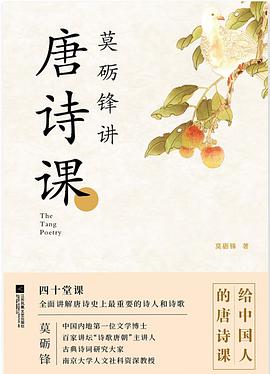 莫砺锋讲
唐诗课
The
Tang
Poetry
莫砺锋 著
四十堂课
全面讲解唐诗史上最重要的诗人和诗歌
莫砺锋
中国内地第一位文学博士
百家讲坛“诗歌唐朝”主讲人
古典诗词研究大家
南京大学人文社科资深教授
给中国人
的唐诗课